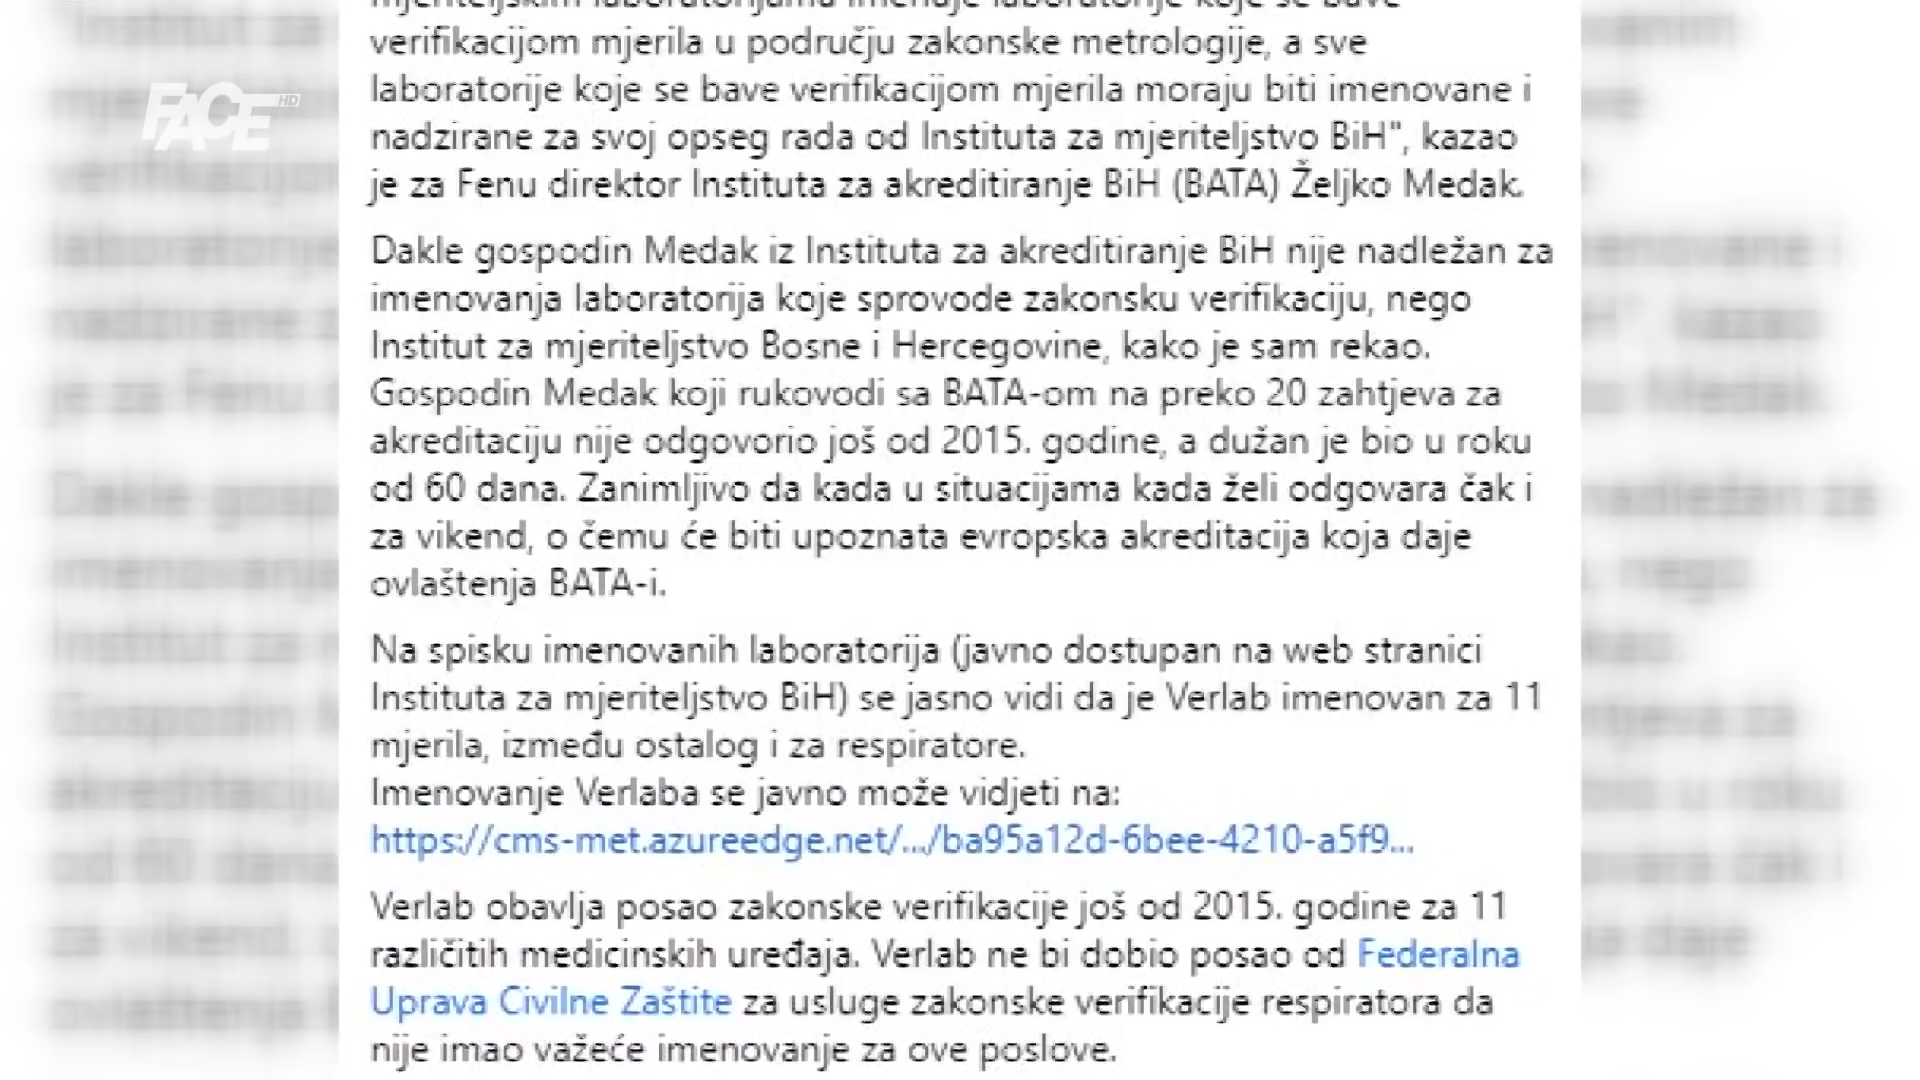 FACE HD
mjeriteljskim laboratorijama imenuje laboratorije koje se bave
verifikacijom mjerila u području zakonske metrologije, a sve
laboratorije koje se bave verifikacijom mjerila moraju biti imenovane i
nadzirane za svoj opseg rada od Instituta za mjeriteljstvo BiH", kazao
je za Fenu direktor Instituta za akreditiranje BiH (BATA) Željko Medak.
Dakle gospodin Medak iz Instituta za akreditiranje BiH nije nadležan za
imenovanja laboratorija koje sprovode zakonsku verifikaciju, nego
Institut za mjeriteljstvo Bosne i Hercegovine, kako je sam rekao.
Gospodin Medak koji rukovodi sa BATA-om na preko 20 zahtjeva za
akreditaciju nije odgovorio još od 2015. godine, a dužan je bio u roku
od 60 dana. Zanimljivo da kada u situacijama kada želi odgovara čak i
za vikend, o čemu će biti upoznata evropska akreditacija koja daje
ovlaštenja BATA-i.
Na spisku imenovanih laboratorija (javno dostupan na web stranici
Instituta za mjeriteljstvo BiH) se jasno vidi da je Verlab imenovan za 11
mjerila, između ostalog i za respiratore.
Imenovanje Verlaba se javno može vidjeti na:
https://cms-met.azureedge.net/.../ba95a12d-6bee-4210-a5f9...
Verlab obavlja posao zakonske verifikacije još od 2015. godine za 11
različitih medicinskih uređaja. Verlab ne bi dobio posao od Federalna
Uprava Civilne Zaštite za usluge zakonske verifikacije respiratora da
nije imao važeće imenovanje za ove poslove.